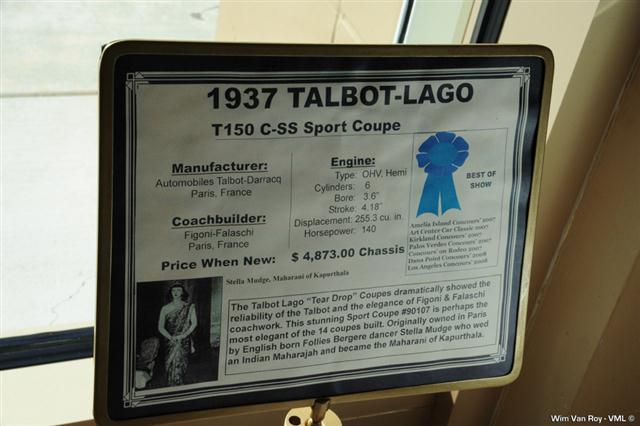 1937 TALBOT-LAGO
T150 C-SS Sport Coupe
Manufacturer:
Automobiles Talbot-Darracq
Paris, France
Coachbuilder:
Figoni-Falaschi
Paris, France
Engine:
Type: OHV, Hemi
Cylinders: 6
Bore: 3.6"
Stroke: 4.18"
Displacement: 255.3 cu. in.
Horsepower: 140
BEST OF
SHOW
Amelia Island Concours' 2007
Art Center Car Classic 2007
Kirkland Concours' 2007
Palos Verdes Concours' 2007
Concours' on Rodeo 2007
Dana Point Concours' 2008
Los Angeles Concours' 2008
Price When New: $ 4,873.00 Chassis
Stella Mudge, Maharani of Kapurthala
The Talbot Lago "Tear Drop" Coupes dramatically showed the
reliability of the Talbot and the elegance of Figoni & Falaschi
coachwork. This stunning Sport Coupe #90107 is perhaps the
most elegant of the 14 coupes built. Originally owned in Paris
by English born Follies Bergere dancer Stella Mudge who wed
an Indian Maharajah and became the Maharani of Kapurthala.
Wim Van Roy - VML ©